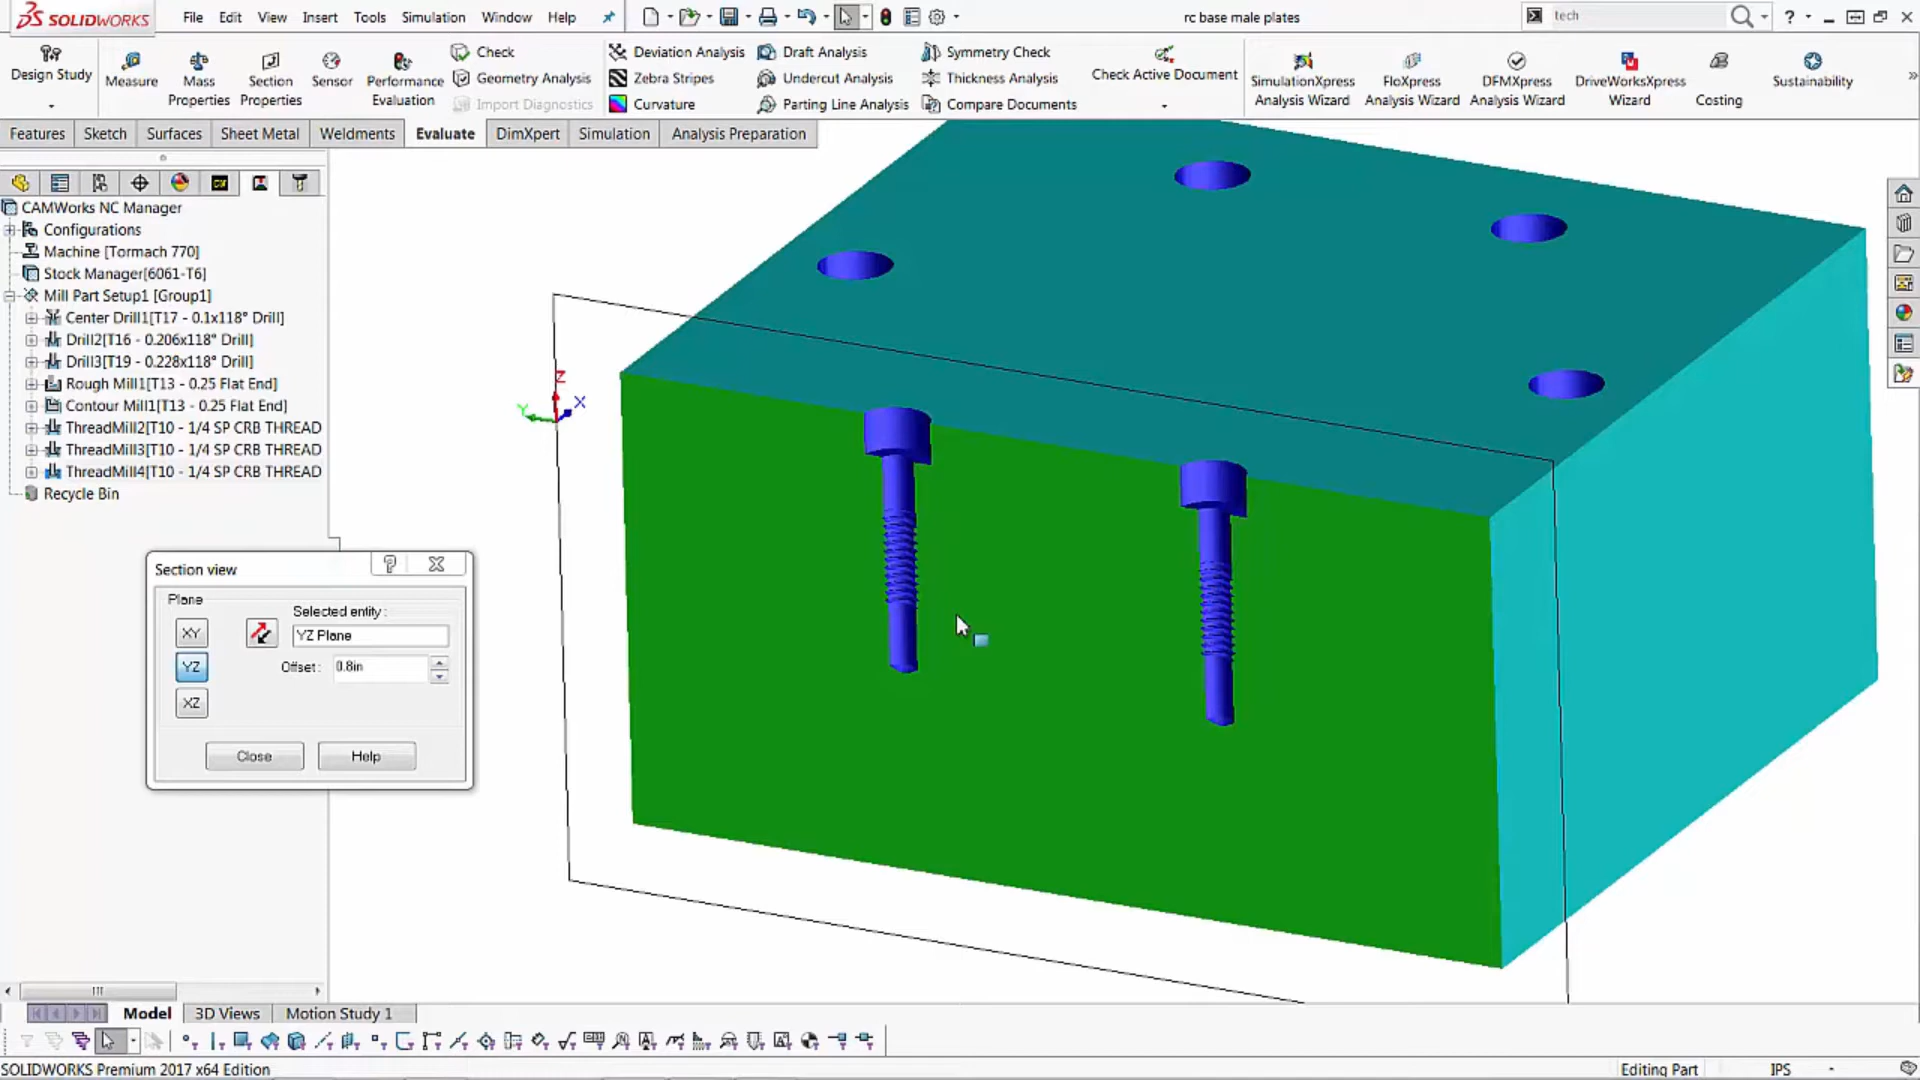 SOLIDWORKS
File Edit View Insert Tools Simulation Window Help
rc base male plates
tech
Design Study
Measure
Mass Properties
Section Properties
Sensor
Performance Evaluation
Check
Geometry Analysis
Import Diagnostics
Deviation Analysis
Zebra Stripes
Curvature
Draft Analysis
Undercut Analysis
Parting Line Analysis
Symmetry Check
Thickness Analysis
Compare Documents
Check Active Document
SimulationXpress Analysis Wizard
FloXpress Analysis Wizard
DFMXpress Analysis Wizard
DriveWorksXpress Wizard
Costing
Sustainability
Features Sketch Surfaces Sheet Metal Weldments Evaluate DimXpert Simulation Analysis Preparation
CAMWorks NC Manager
Configurations
Machine [Tormach 770]
Stock Manager[6061-T6]
Mill Part Setup1 [Group1]
Center Drill1[T17 - 0.1x118° Drill]
Drill2[T16 - 0.206x118° Drill]
Drill3[T19 - 0.228x118° Drill]
Rough Mill1[T13 - 0.25 Flat End]
Contour Mill1[T13 - 0.25 Flat End]
ThreadMill2[T10 - 1/4 SP CRB THREAD
ThreadMill3[T10 - 1/4 SP CRB THREAD
ThreadMill4[T10 - 1/4 SP CRB THREAD
Recycle Bin
Z
X
Y
Section view
Plane
Selected entity :
XY
YZ Plane
YZ
Offset :
0.8in
XZ
Close
Help
Model 3D Views Motion Study 1
SOLIDWORKS Premium 2017 x64 Edition
Editing Part
IPS